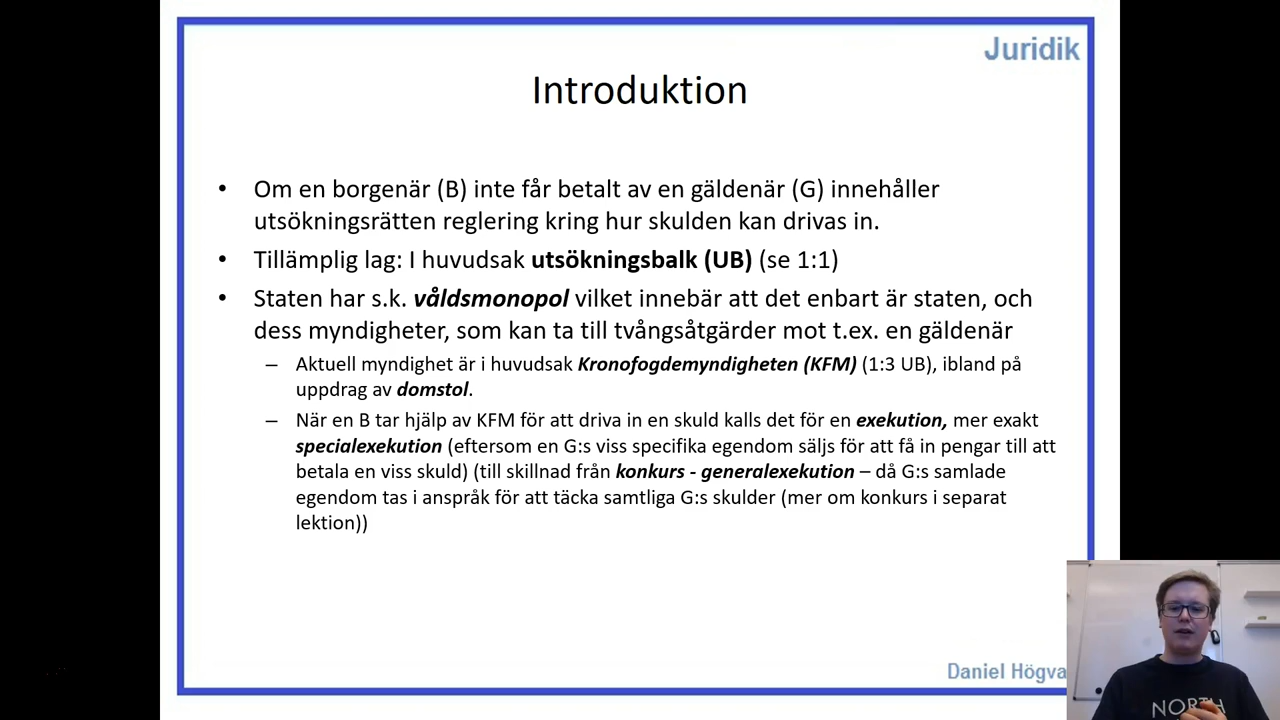 Juridik
Introduktion
• Om en borgenär (B) inte får betalt av en gäldenär (G) innehåller
utsökningsrätten reglering kring hur skulden kan drivas in.
• Tillämplig lag: I huvudsak utsökningsbalk (UB) (se 1:1)
• Staten har s.k. våldsmonopol vilket innebär att det enbart är staten, och
dess myndigheter, som kan ta till tvångsåtgärder mot t.ex. en gäldenär
– Aktuell myndighet är i huvudsak Kronofogdemyndigheten (KFM) (1:3 UB), ibland på
uppdrag av domstol.
– När en B tar hjälp av KFM för att driva in en skuld kalls det för en exekution, mer exakt
specialexekution (eftersom en G:s viss specifika egendom säljs för att få in pengar till att
betala en viss skuld) (till skillnad från konkurs - generalexekution – då G:s samlade
egendom tas i anspråk för att täcka samtliga G:s skulder (mer om konkurs i separat
lektion))
Daniel Högva
NORTH